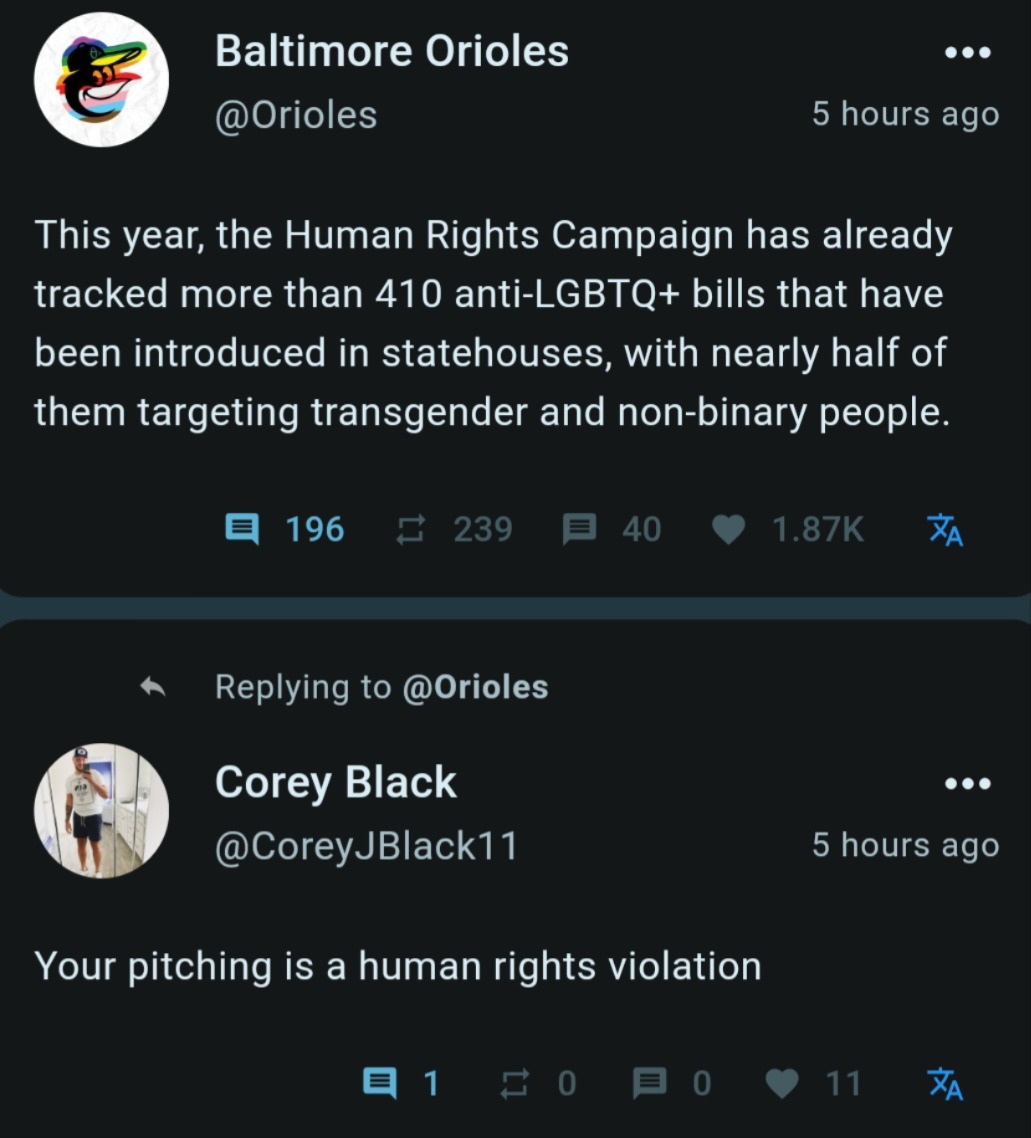 Baltimore Orioles
@Orioles
5 hours ago
This year, the Human Rights Campaign has already
tracked more than 410 anti-LGBTQ+ bills that have
been introduced in statehouses, with nearly half of
them targeting transgender and non-binary people.
196 239 40 1.87K
Replying to @Orioles
Corey Black
@CoreyJBlack11
5 hours ago
Your pitching is a human rights violation
1 0 0 11